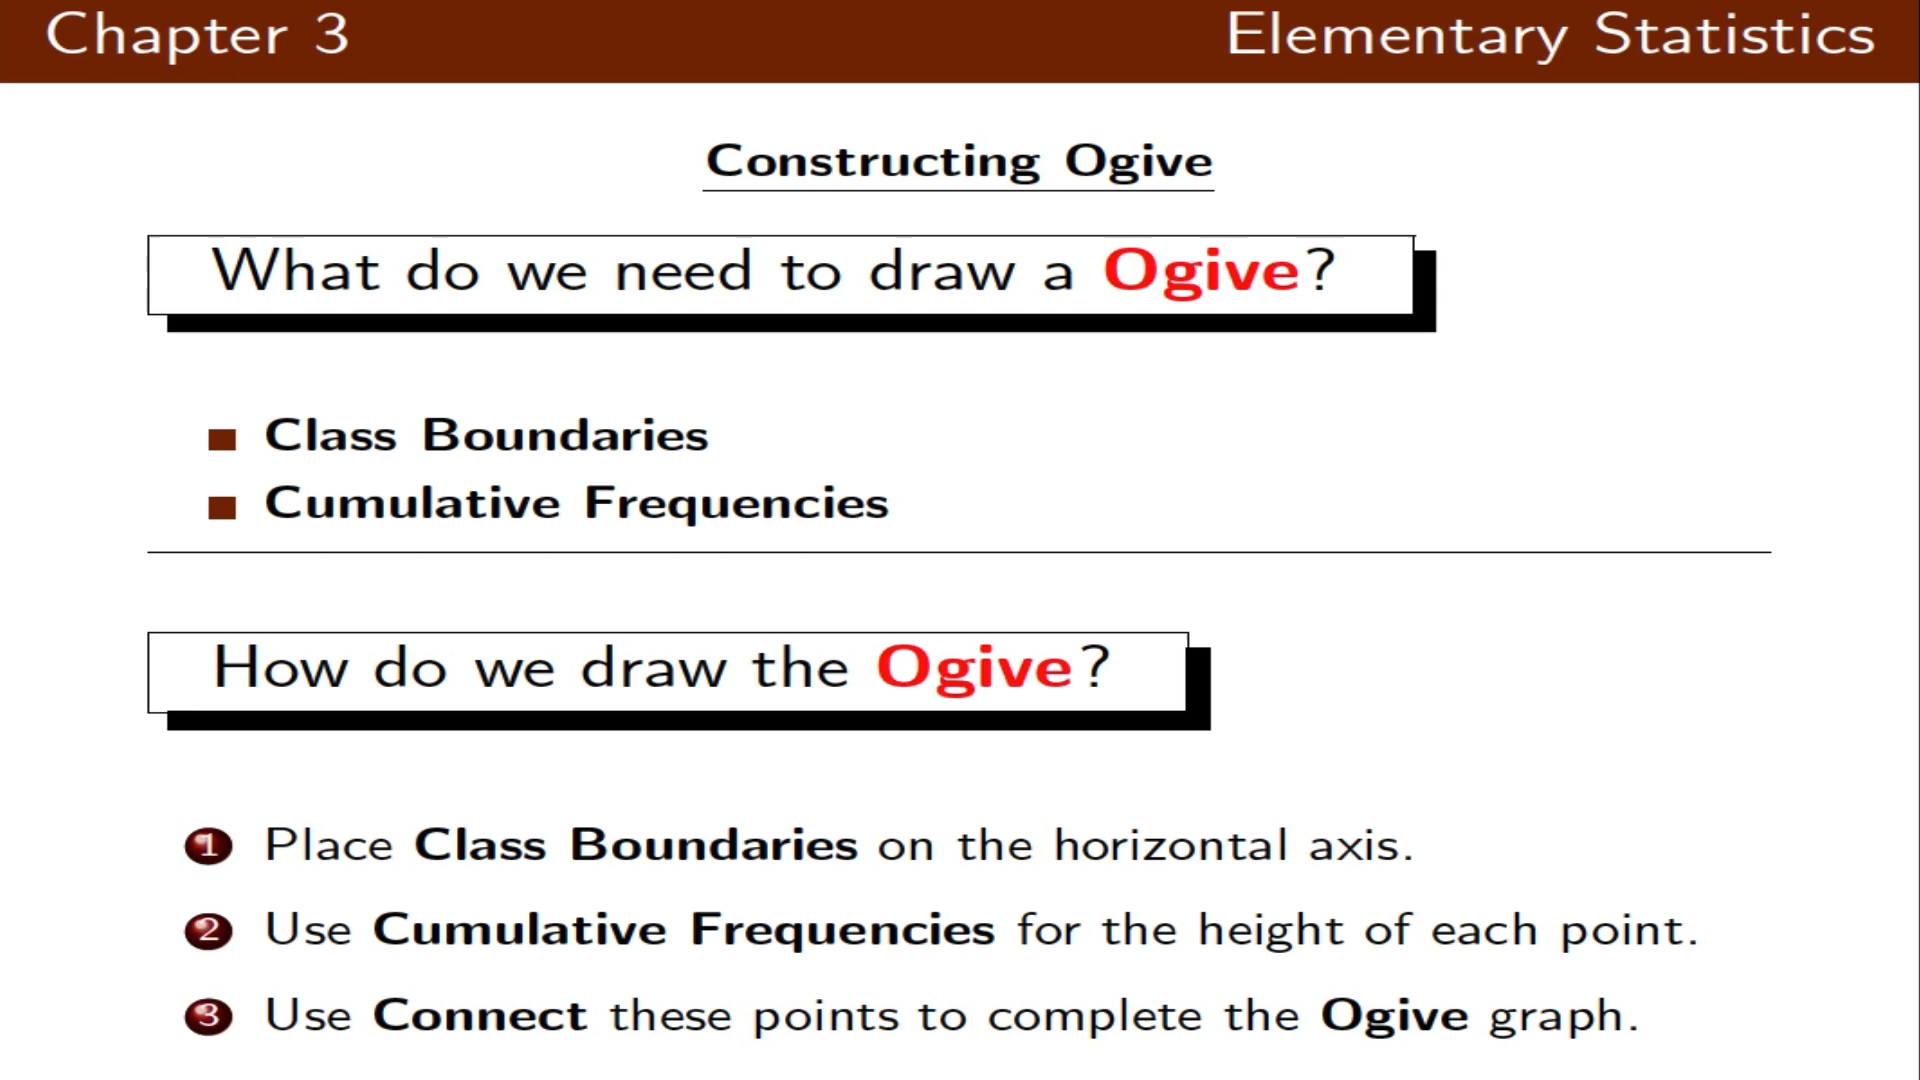 Chapter 3 Elementary Statistics
Constructing Ogive
What do we need to draw a Ogive?
Class Boundaries
Cumulative Frequencies
How do we draw the Ogive?
1 Place Class Boundaries on the horizontal axis.
2 Use Cumulative Frequencies for the height of each point.
3 Use Connect these points to complete the Ogive graph.